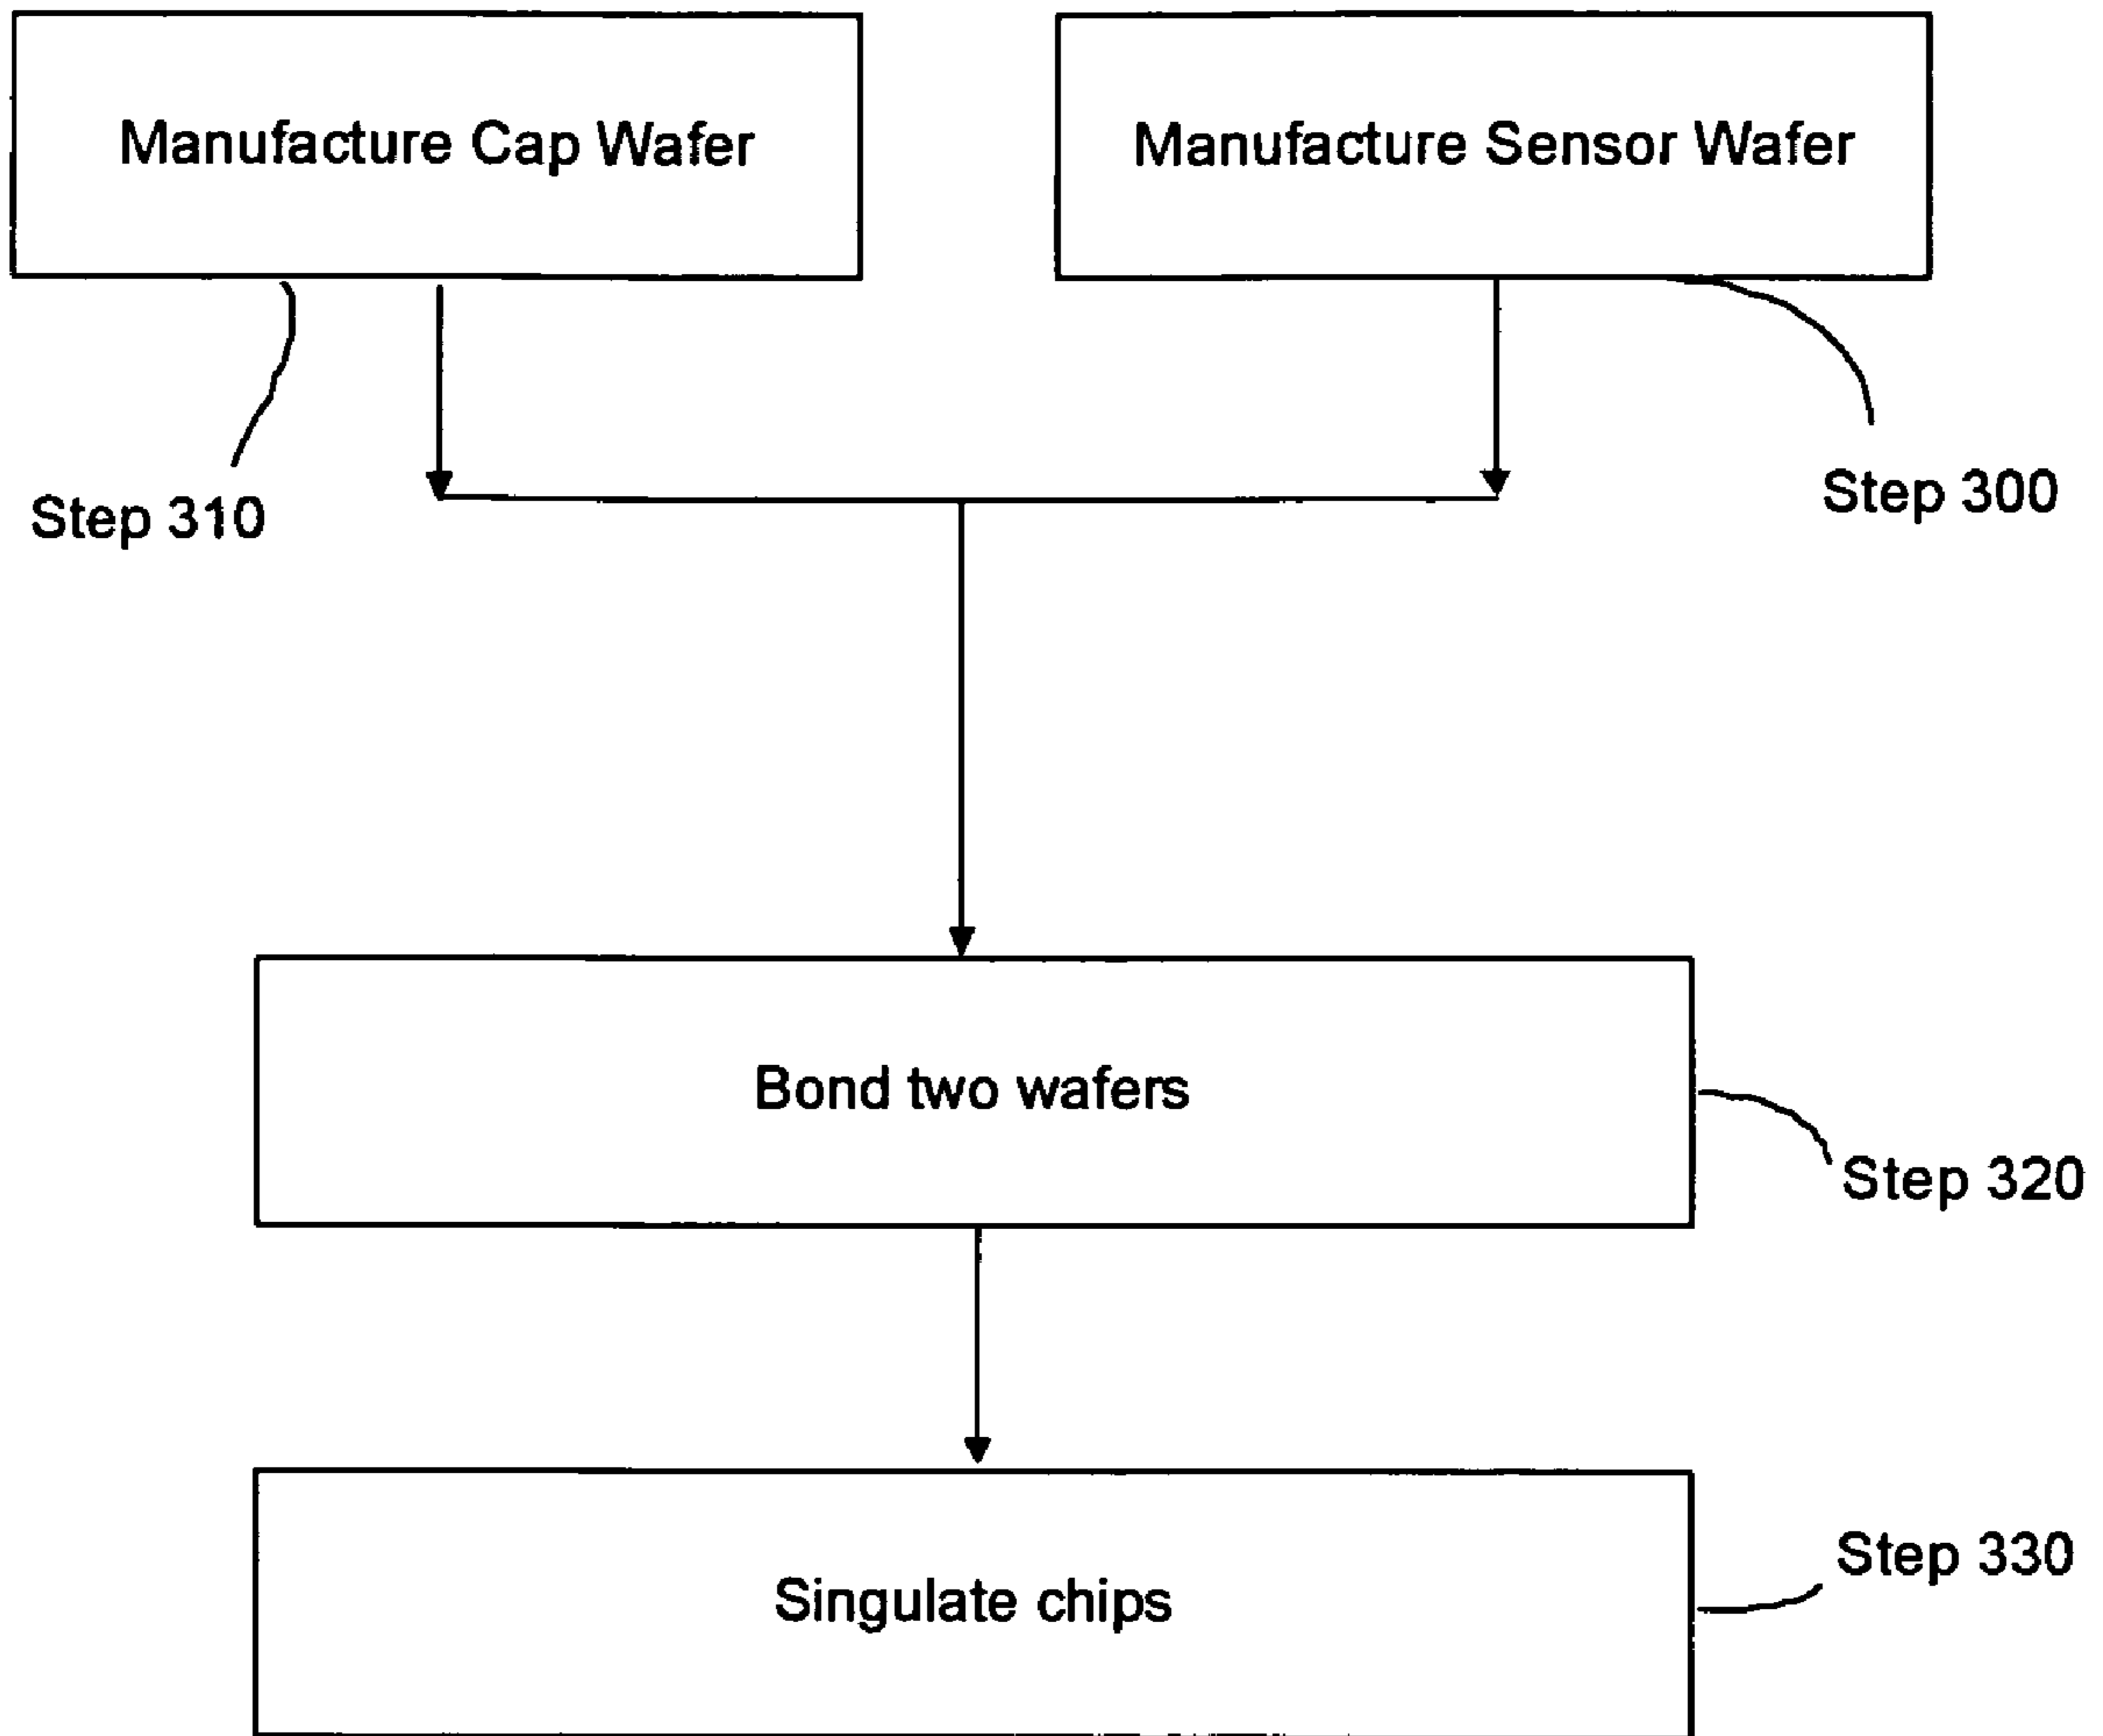 Manufacture Cap Wafer
Manufacture Sensor Wafer
Step 310
Step 300
Bond two wafers
Step 320
Step 330
Singulate chips